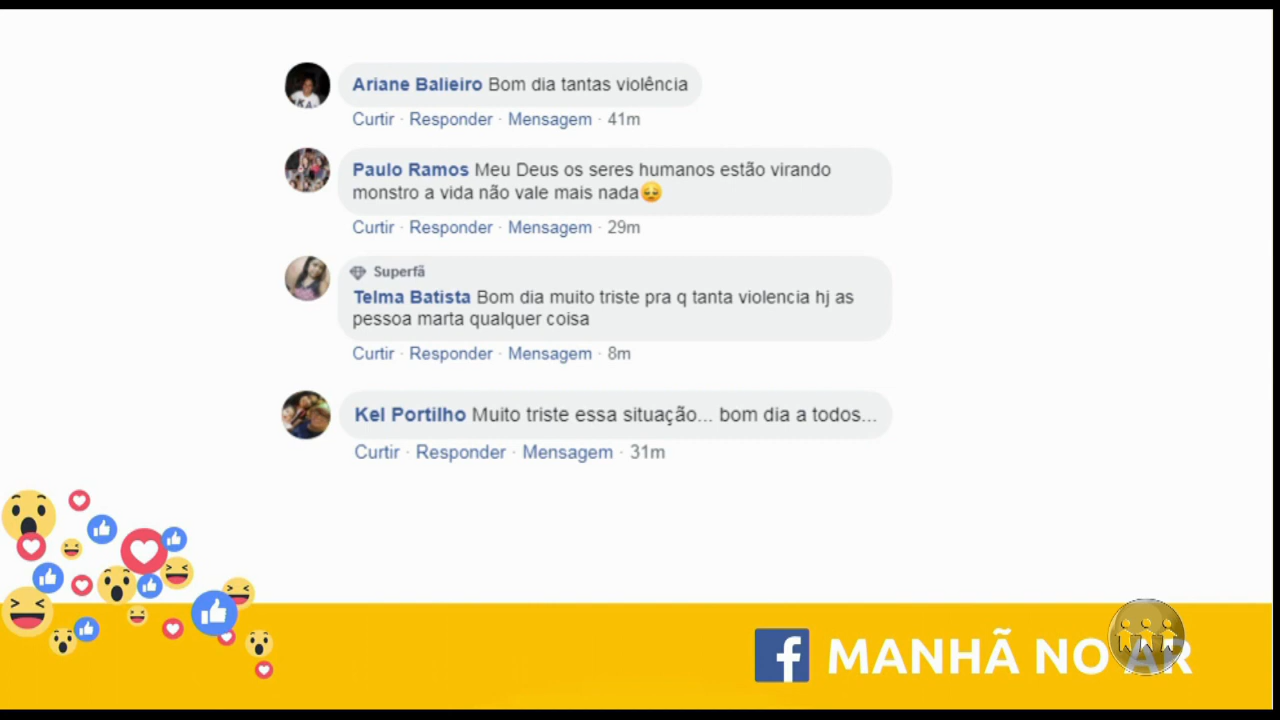 Ariane Balieiro Bom dia tantas violência
Curtir · Responder · Mensagem · 41m
Paulo Ramos Meu Deus os seres humanos estão virando
monstro a vida não vale mais nada🥺
Curtir · Responder · Mensagem · 29m
Superfã
Telma Batista Bom dia muito triste pra q tanta violencia hj as
pessoa marta qualquer coisa
Curtir · Responder · Mensagem · 8m
Kel Portilho Muito triste essa situação... bom dia a todos...
Curtir · Responder · Mensagem · 31m
f MANHÃ NO AR